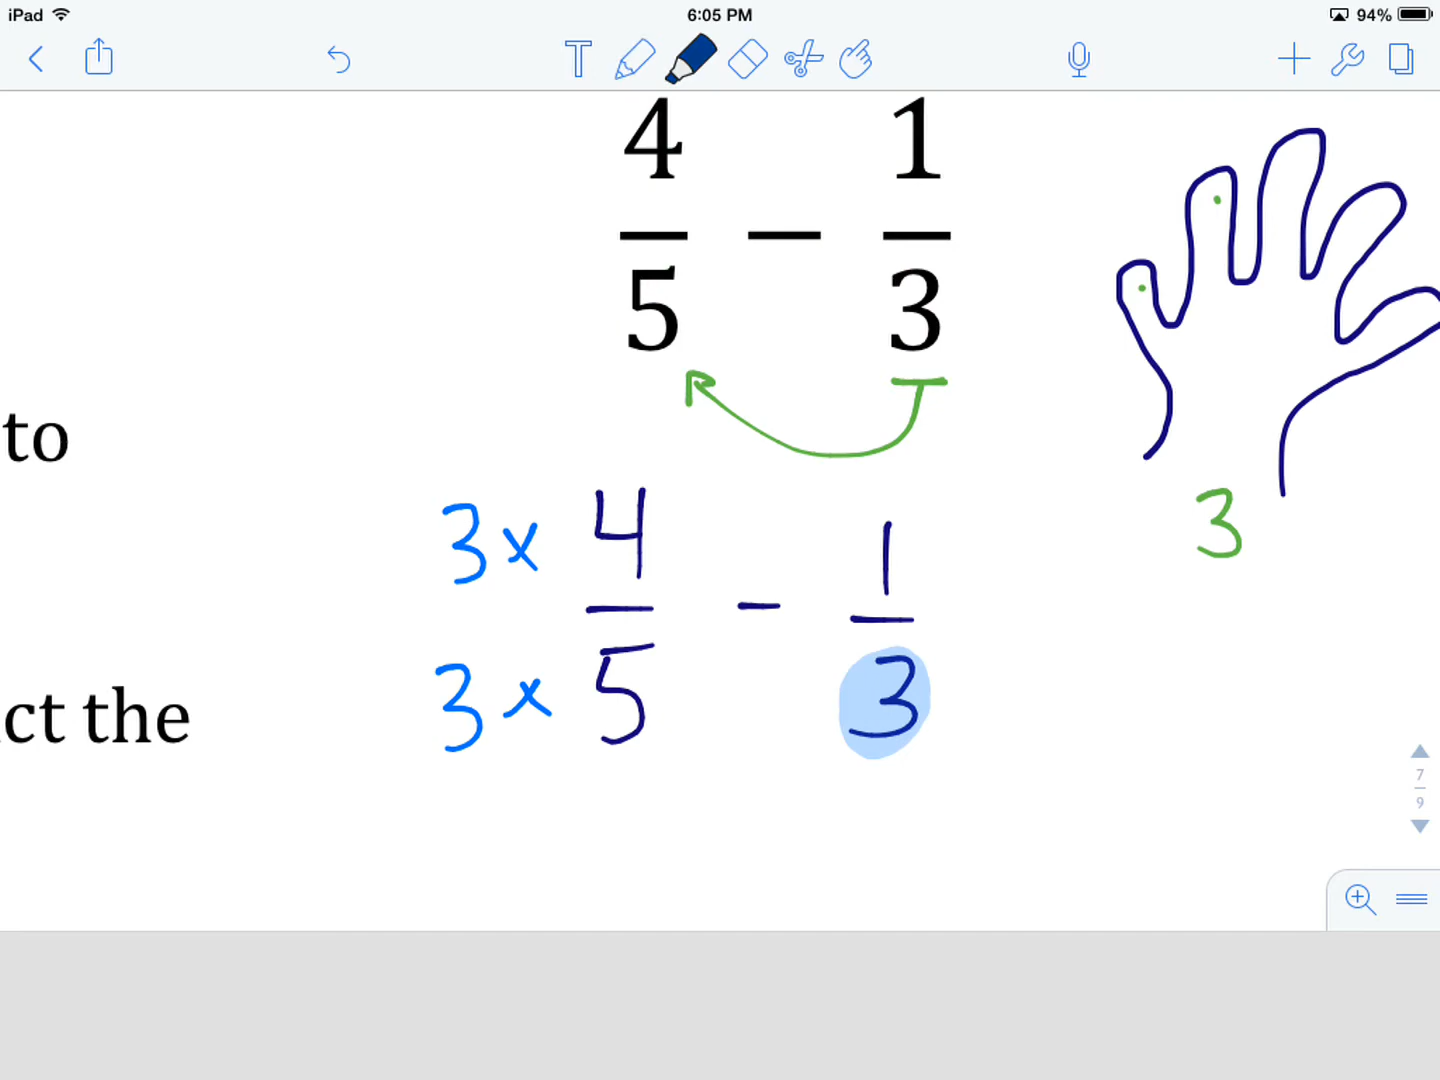 iPad 6:05 PM 94%
T
4 1
— — —
5 3
to
3 x 4 - 1
3 x 5 3
3
ct the
7
9